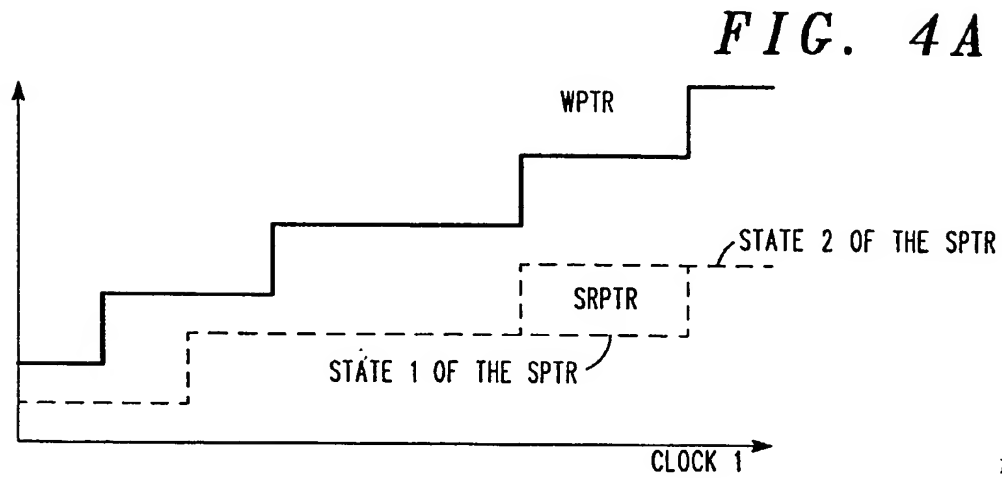 FIG. 4A
WPTR
STATE 2 OF THE SPTR
SRPTR
STATE 1 OF THE SPTR
CLOCK 1